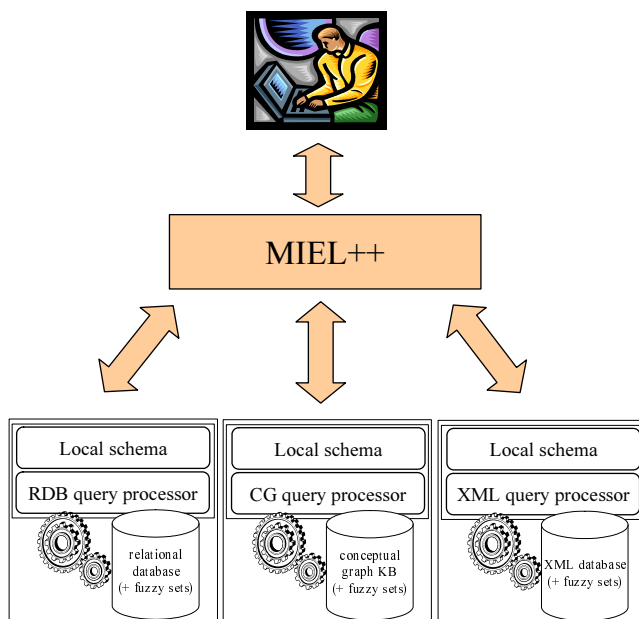 MIEL++
Local schema
RDB query processor
relational
database
(+ fuzzy sets)
Local schema
CG query processor
conceptual
graph KB
(+ fuzzy sets)
Local schema
XML query processor
XML database
(+ fuzzy sets)